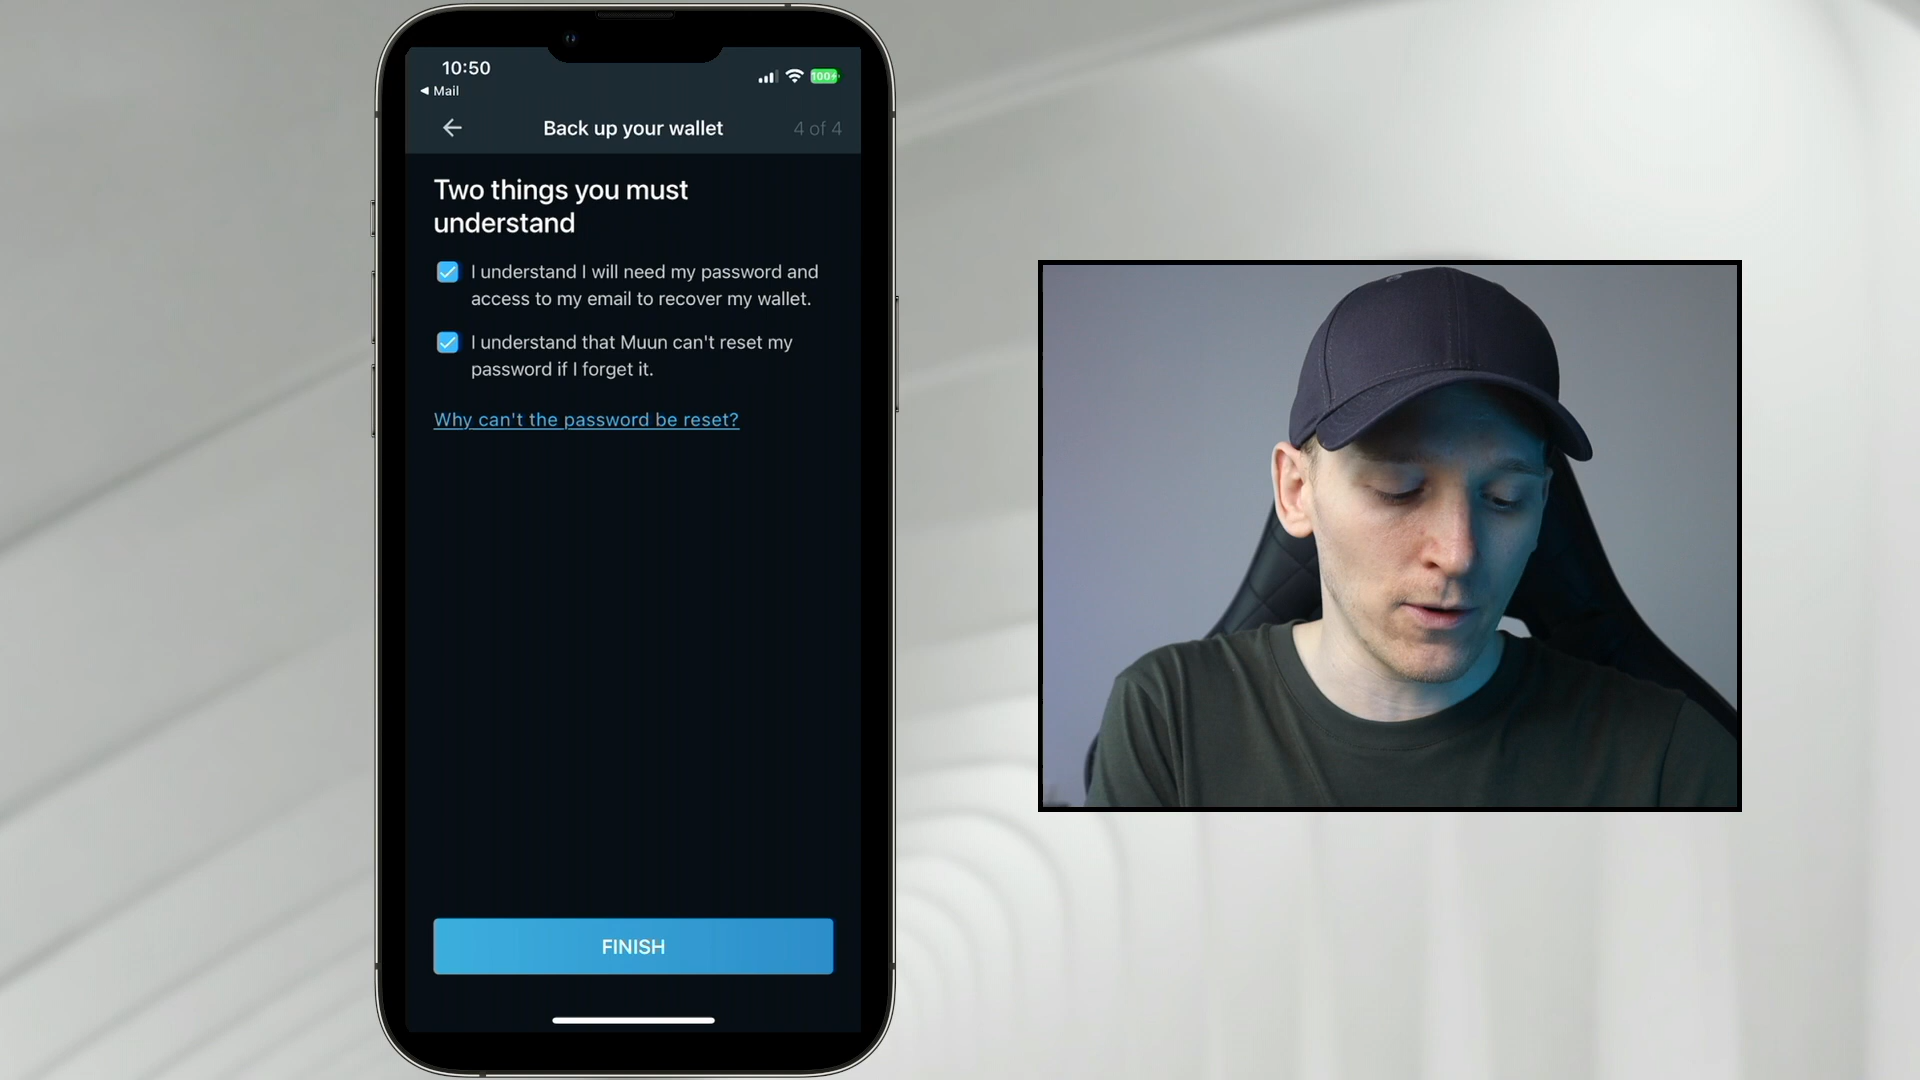 10:50
100
◀ Mail
Back up your wallet
4 of 4
Two things you must
understand
I understand I will need my password and
access to my email to recover my wallet.
I understand that Muun can't reset my
password if I forget it.
Why can't the password be reset?
FINISH